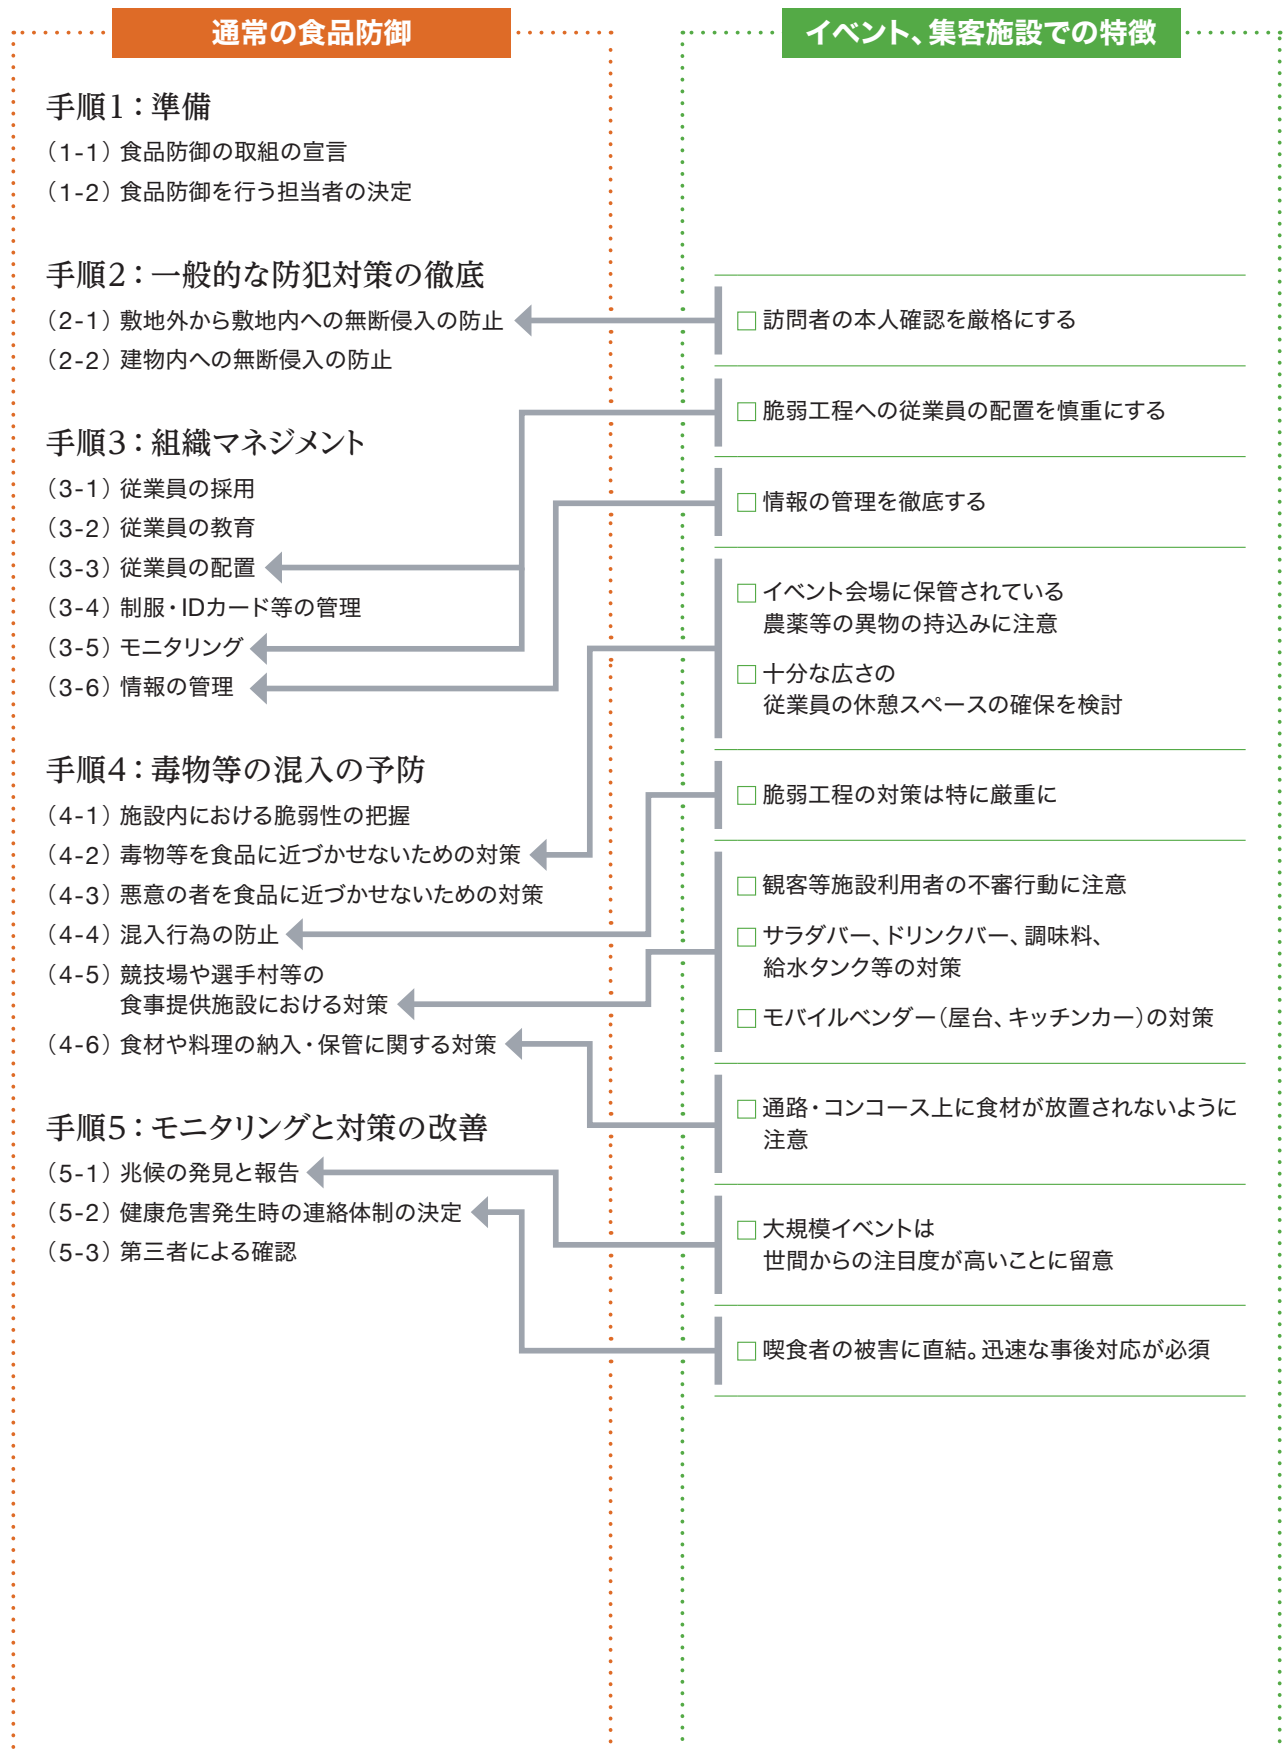 通常の食品防御
手順1：準備
（1-1）食品防御の取組の宣言
（1-2）食品防御を行う担当者の決定
手順2：一般的な防犯対策の徹底
（2-1）敷地外から敷地内への無断侵入の防止
（2-2）建物内への無断侵入の防止
手順3：組織マネジメント
（3-1）従業員の採用
（3-2）従業員の教育
（3-3）従業員の配置
（3-4）制服・IDカード等の管理
（3-5）モニタリング
（3-6）情報の管理
手順4：毒物等の混入の予防
（4-1）施設内における脆弱性の把握
（4-2）毒物等を食品に近づかせないための対策
（4-3）悪意の者を食品に近づかせないための対策
（4-4）混入行為の防止
（4-5）競技場や選手村等の
食事提供施設における対策
（4-6）食材や料理の納入・保管に関する対策
手順5：モニタリングと対策の改善
（5-1）兆候の発見と報告
（5-2）健康危害発生時の連絡体制の決定
（5-3）第三者による確認
イベント、集客施設での特徴
□ 訪問者の本人確認を厳格にする
□ 脆弱工程への従業員の配置を慎重にする
□ 情報の管理を徹底する
□ イベント会場に保管されている
農薬等の異物の持込みに注意
□ 十分な広さの
従業員の休憩スペースの確保を検討
□ 脆弱工程の対策は特に厳重に
□ 観客等施設利用者の不審行動に注意
□ サラダバー、ドリンクバー、調味料、
給水タンク等の対策
□ モバイルベンダー（屋台、キッチンカー）の対策
□ 通路・コンコース上に食材が放置されないように
注意
□ 大規模イベントは
世間からの注目度が高いことに留意
□ 喫食者の被害に直結。迅速な事後対応が必須